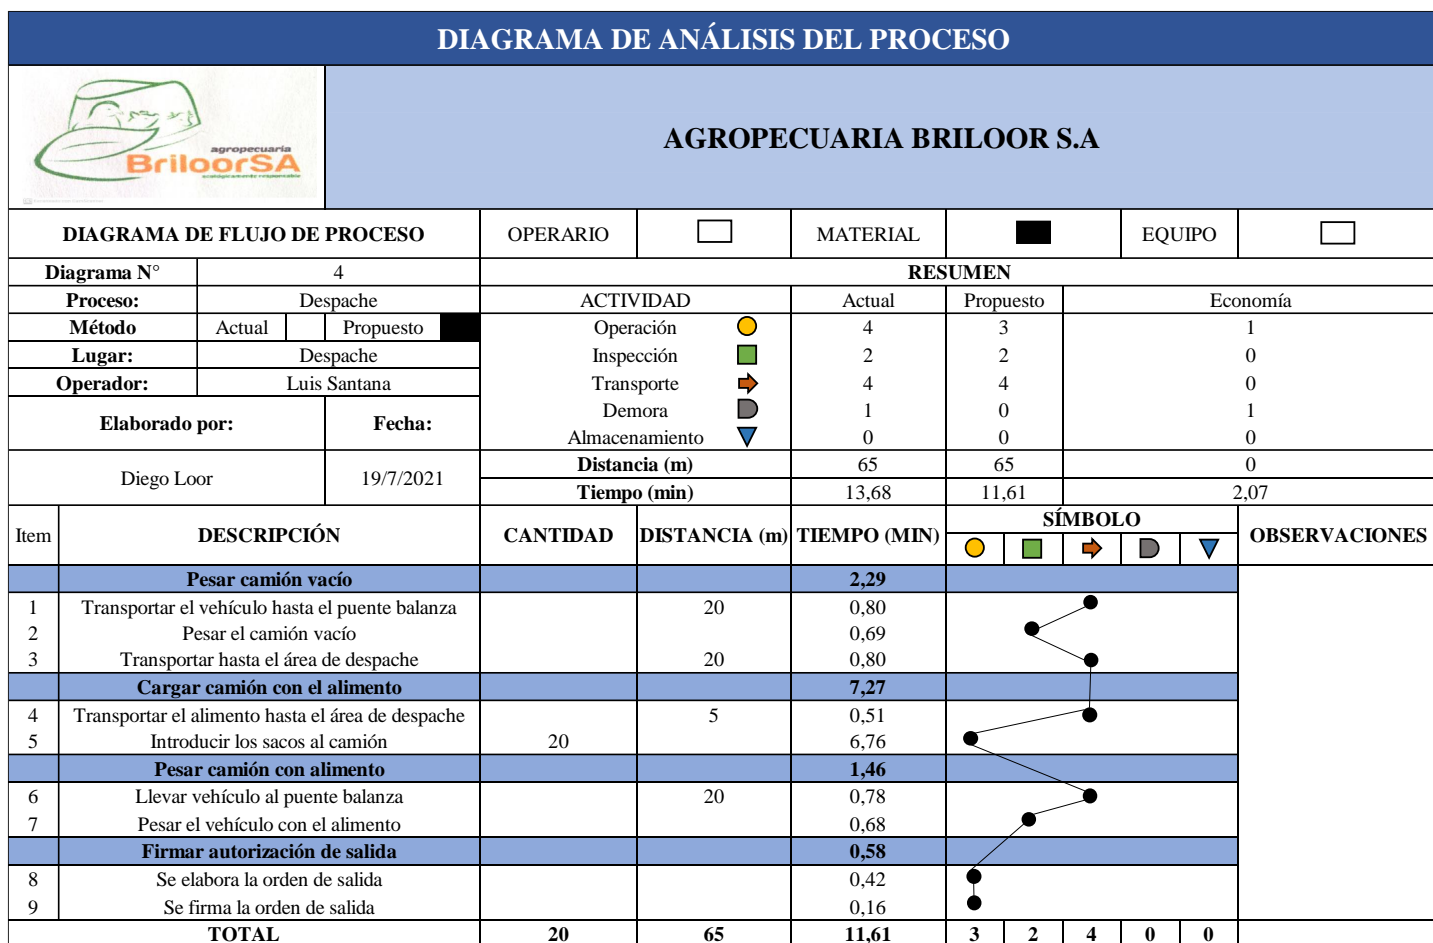 DIAGRAMA DE ANÁLISIS DEL PROCESO
agropecuaria
BriloorSA
ecológicamente responsable
AGROPECUARIA BRILOOR S.A
DIAGRAMA DE FLUJO DE PROCESO OPERARIO MATERIAL EQUIPO
Diagrama N° 4 RESUMEN
Proceso: Despache ACTIVIDAD Actual Propuesto Economía
Método Actual Propuesto Operación 4 3 1
Lugar: Despache Inspección 2 2 0
Operador: Luis Santana Transporte 4 4 0
Elaborado por: Fecha: Demora 1 0 1
Almacenamiento 0 0 0
Diego Loor 19/7/2021 Distancia (m) 65 65 0
Tiempo (min) 13,68 11,61 2,07
Item DESCRIPCIÓN CANTIDAD DISTANCIA (m) TIEMPO (MIN) SÍMBOLO OBSERVACIONES
Pesar camión vacío 2,29
1 Transportar el vehículo hasta el puente balanza 20 0,80
2 Pesar el camión vacío 0,69
3 Transportar hasta el área de despache 20 0,80
Cargar camión con el alimento 7,27
4 Transportar el alimento hasta el área de despache 5 0,51
5 Introducir los sacos al camión 20 6,76
Pesar camión con alimento 1,46
6 Llevar vehículo al puente balanza 20 0,78
7 Pesar el vehículo con el alimento 0,68
Firmar autorización de salida 0,58
8 Se elabora la orden de salida 0,42
9 Se firma la orden de salida 0,16
TOTAL 20 65 11,61 3 2 4 0 0